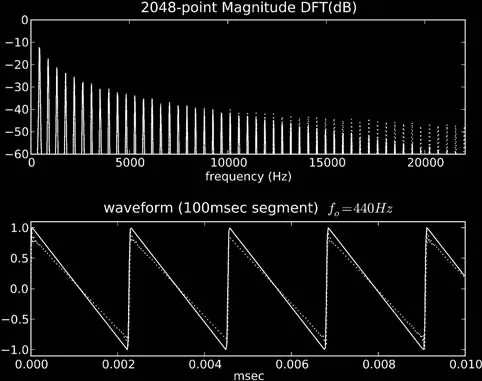 2048-point Magnitude DFT(dB)
0
−10
−20
−30
−40
−50
−60
0 5000 10000 15000 20000
frequency (Hz)
waveform (100msec segment) fo=440Hz
1.0
0.5
0.0
−0.5
−1.0
0.000 0.002 0.004 0.006 0.008 0.010
msec